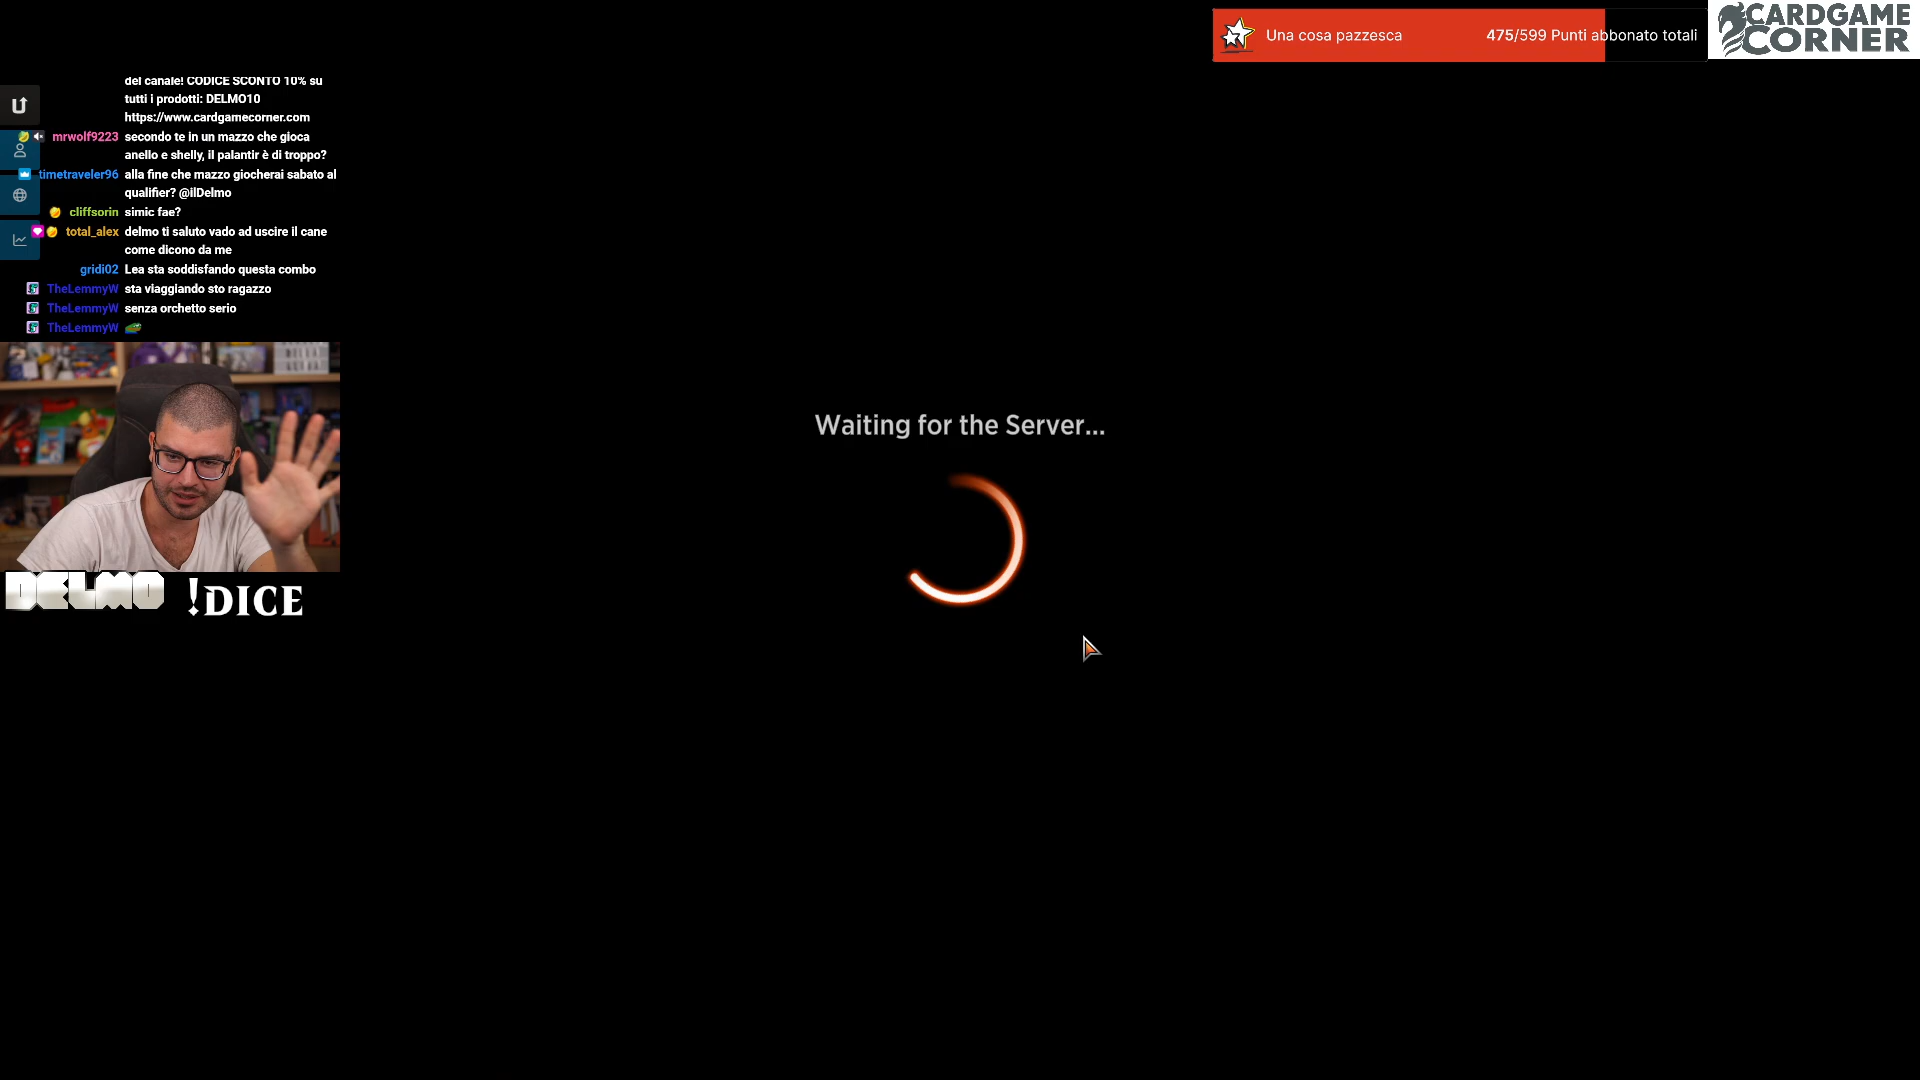 Una cosa pazzesca
475/599 Punti abbonato totali
CARDGAME
CORNER
del canale! CODICE SCONTO 10% su
tutti i prodotti: DELMO10
https://www.cardgamecorner.com
mrwolf9223 secondo te in un mazzo che gioca
anello e shelly, il palantir è di troppo?
timetraveler96 alla fine che mazzo giocherai sabato al
qualifier? @ilDelmo
cliffsorin simic fae?
total_alex delmo ti saluto vado ad uscire il cane
come dicono da me
gridi02 Lea sta soddisfando questa combo
TheLemmyW sta viaggiando sto ragazzo
TheLemmyW senza orchetto serio
TheLemmyW
Waiting for the Server...
DELMO !DICE